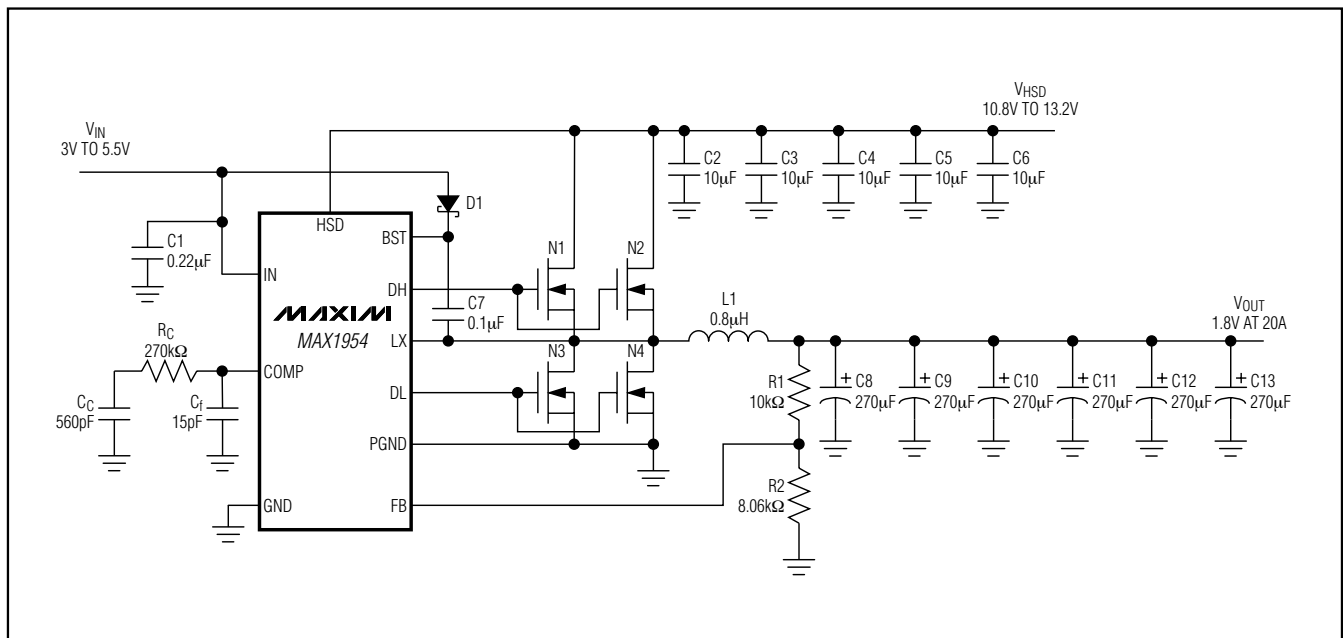 VIN
3V TO 5.5V
VHSD
10.8V TO 13.2V
C2
10µF
C3
10µF
C4
10µF
C5
10µF
C6
10µF
D1
HSD
BST
C1
0.22µF
IN
N1
N2
DH
C7
0.1µF
MAXIM
MAX1954
LX
L1
0.8µH
VOUT
1.8V AT 20A
RC
270kΩ
COMP
N3
N4
DL
R1
10kΩ
C8
270µF
C9
270µF
C10
270µF
C11
270µF
C12
270µF
C13
270µF
+
+
+
+
+
+
CC
560pF
Cf
15pF
PGND
GND
FB
R2
8.06kΩ